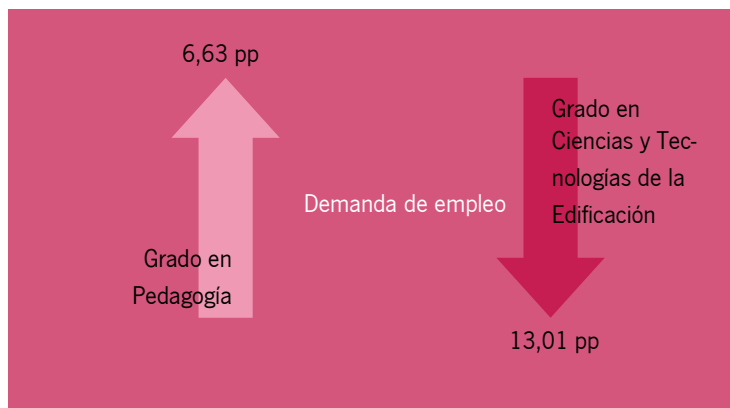 6,63 pp
Grado en
Pedagogía
Demanda de empleo
Grado en
Ciencias y Tec-
nologías de la
Edificación
13,01 pp